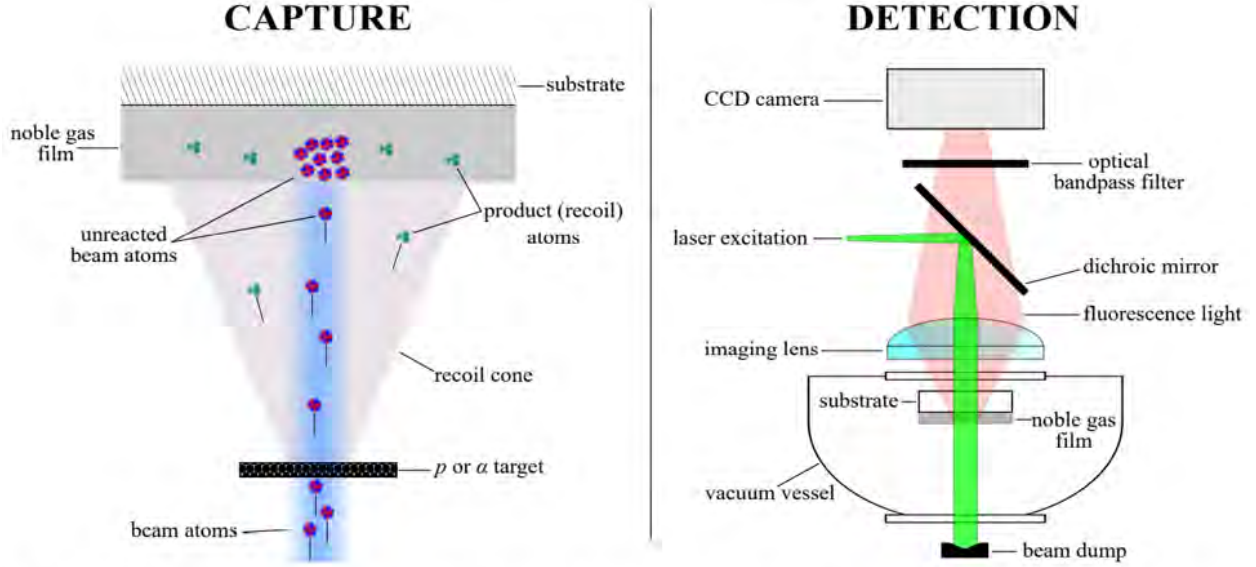 CAPTURE
substrate
noble gas
film
unreacted
beam atoms
product (recoil)
atoms
recoil cone
p or α target
beam atoms
DETECTION
CCD camera
optical
bandpass filter
laser excitation
dichroic mirror
fluorescence light
imaging lens
substrate
noble gas
film
vacuum vessel
beam dump